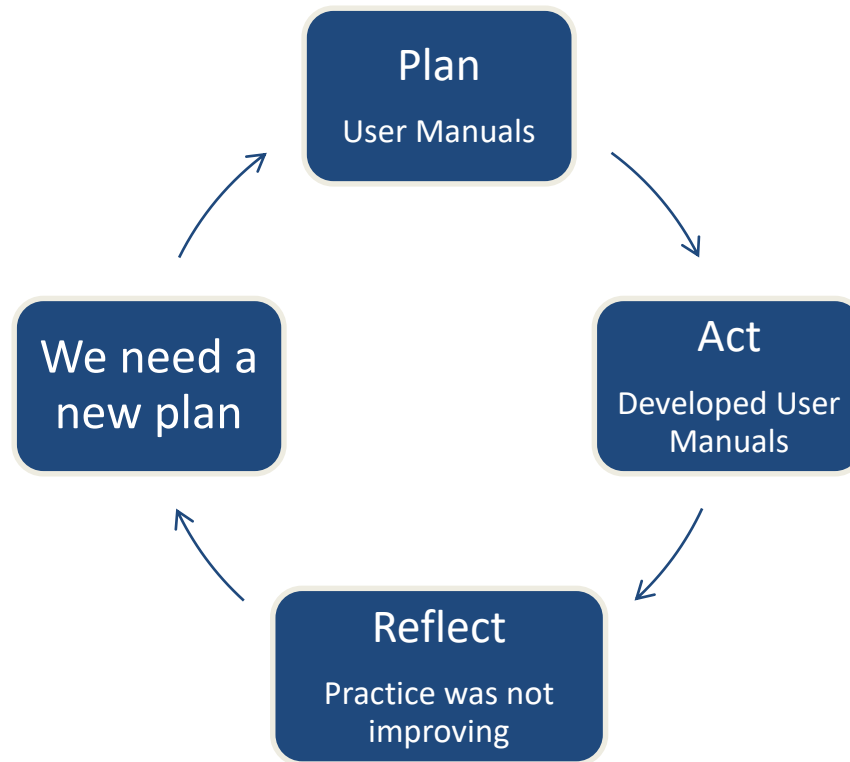 Plan
User Manuals
Act
Developed User
Manuals
Reflect
Practice was not
improving
We need a
new plan